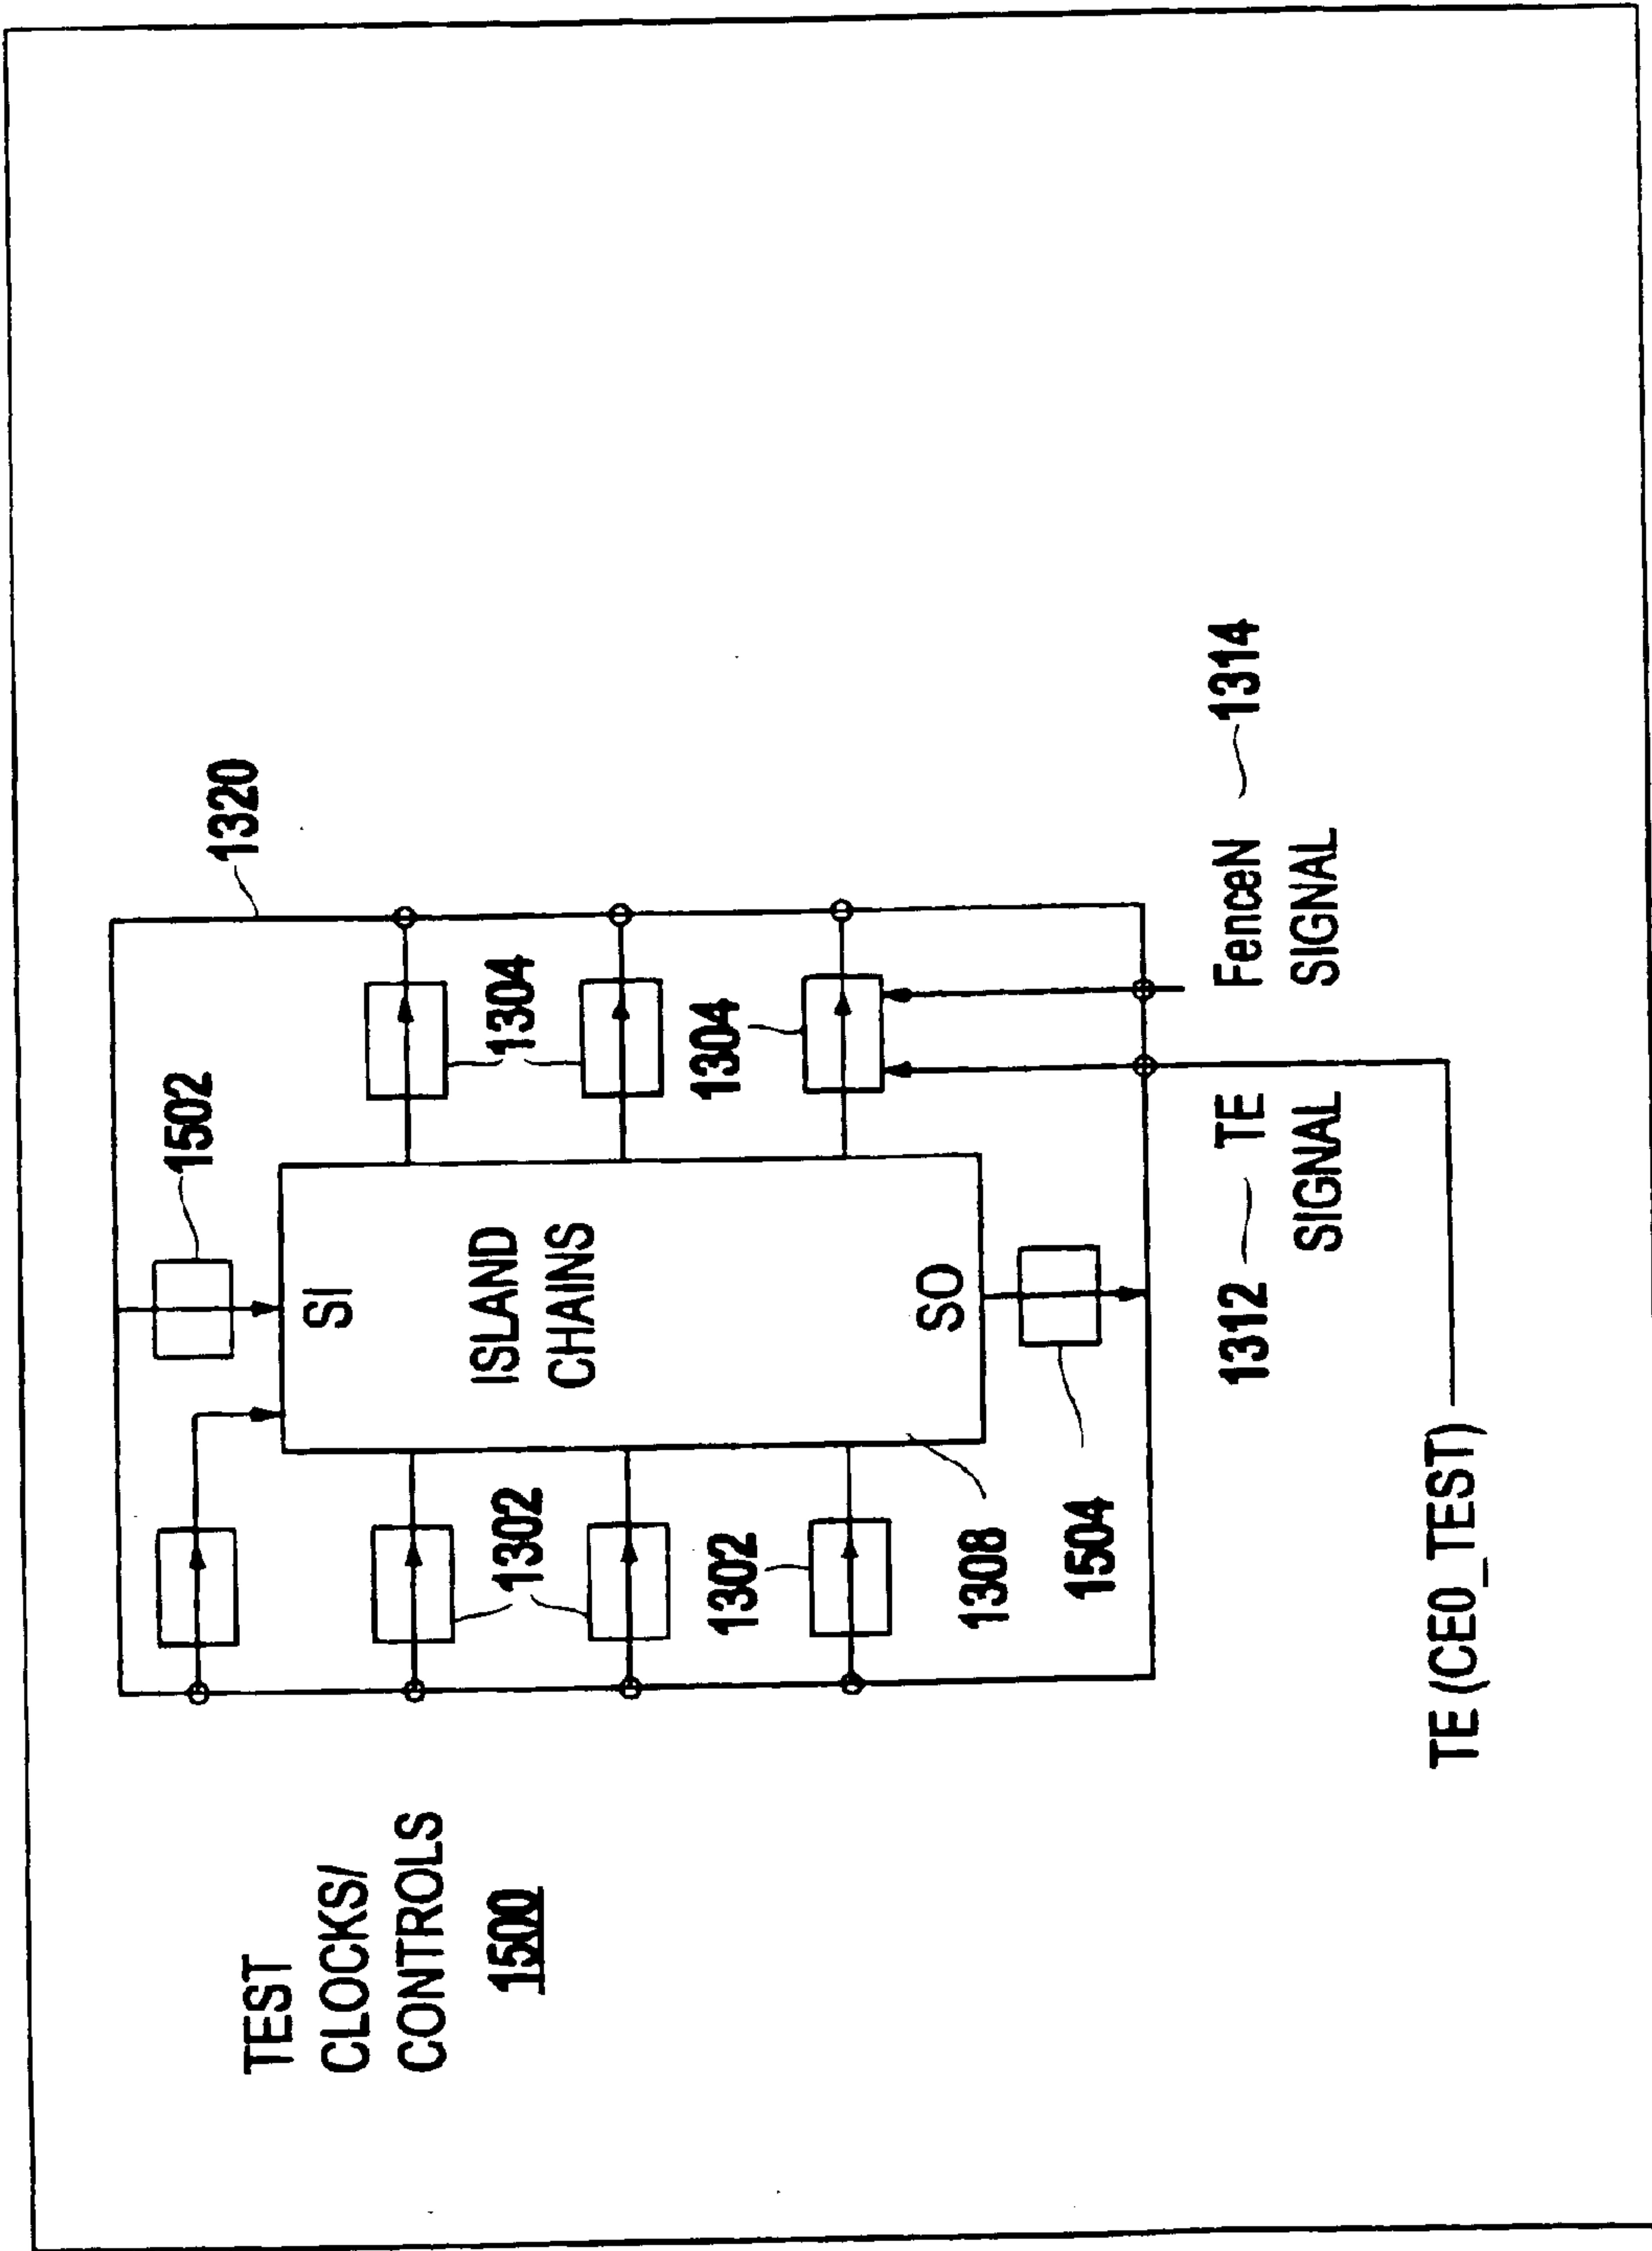 TEST
CLOCKS/
CONTROLS
1500
1502
1320
SI
ISLAND
CHAINS
SO
1302
1302
1304
1304
1308
1504
1312
TE
SIGNAL
FenceN
SIGNAL
1314
TE (CE0_TEST)